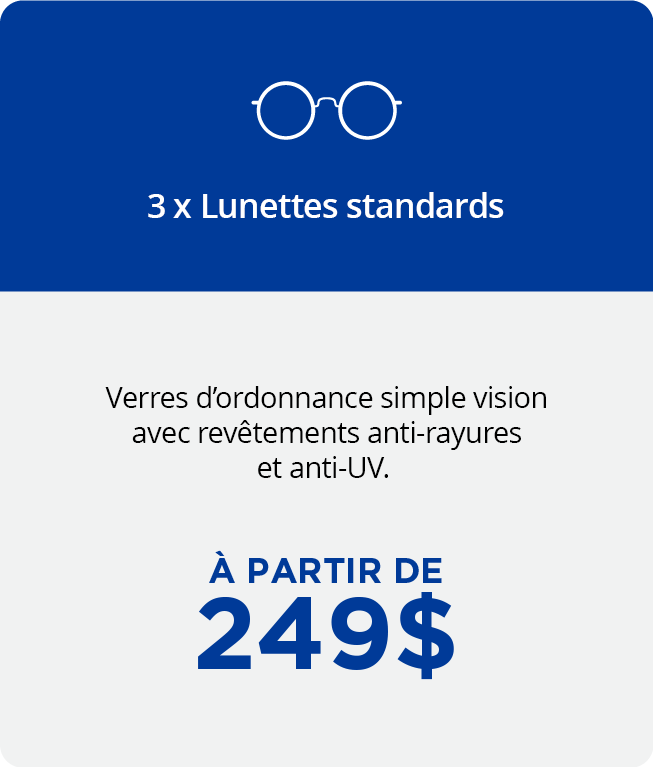 3 x Lunettes standards
Verres d’ordonnance simple vision
avec revêtements anti-rayures
et anti-UV.
À PARTIR DE
249$